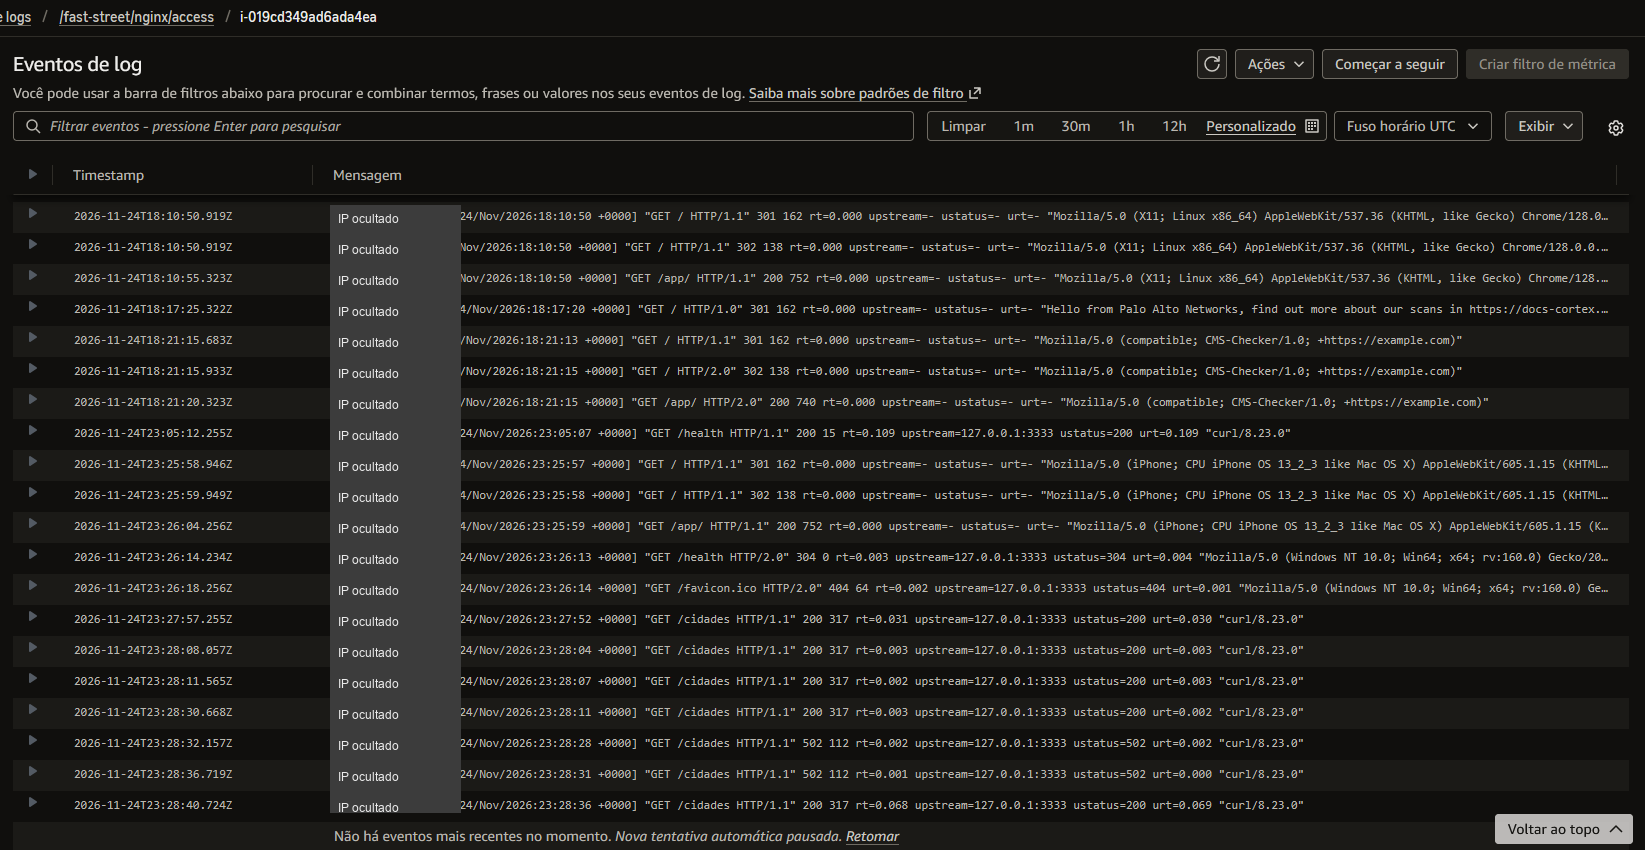 e logs / /fast-street/nginx/access / i-019cd349ad6ada4ea
Eventos de log
Ações
Começar a seguir
Criar filtro de métrica
Você pode usar a barra de filtros abaixo para procurar e combinar termos, frases ou valores nos seus eventos de log. Saiba mais sobre padrões de filtro
Filtrar eventos - pressione Enter para pesquisar
Limpar 1m 30m 1h 12h Personalizado
Fuso horário UTC
Exibir
Timestamp Mensagem
2026-11-24T18:10:50.919Z IP ocultado 24/Nov/2026:18:10:50 +0000] "GET / HTTP/1.1" 301 162 rt=0.000 upstream=- ustatus=- urt=- "Mozilla/5.0 (X11; Linux x86_64) AppleWebKit/537.36 (KHTML, like Gecko) Chrome/128.0…
2026-11-24T18:10:50.919Z IP ocultado Nov/2026:18:10:50 +0000] "GET / HTTP/1.1" 302 138 rt=0.000 upstream=- ustatus=- urt=- "Mozilla/5.0 (X11; Linux x86_64) AppleWebKit/537.36 (KHTML, like Gecko) Chrome/128.0.0.…
2026-11-24T18:10:55.323Z IP ocultado Nov/2026:18:10:50 +0000] "GET /app/ HTTP/1.1" 200 752 rt=0.000 upstream=- ustatus=- urt=- "Mozilla/5.0 (X11; Linux x86_64) AppleWebKit/537.36 (KHTML, like Gecko) Chrome/128.…
2026-11-24T18:17:25.322Z IP ocultado 4/Nov/2026:18:17:20 +0000] "GET / HTTP/1.0" 301 162 rt=0.000 upstream=- ustatus=- urt=- "Hello from Palo Alto Networks, find out more about our scans in https://docs-cortex.…
2026-11-24T18:21:15.683Z IP ocultado 24/Nov/2026:18:21:13 +0000] "GET / HTTP/1.1" 301 162 rt=0.000 upstream=- ustatus=- urt=- "Mozilla/5.0 (compatible; CMS-Checker/1.0; +https://example.com)"
2026-11-24T18:21:15.933Z IP ocultado /Nov/2026:18:21:15 +0000] "GET / HTTP/2.0" 302 138 rt=0.000 upstream=- ustatus=- urt=- "Mozilla/5.0 (compatible; CMS-Checker/1.0; +https://example.com)"
2026-11-24T18:21:20.323Z IP ocultado /Nov/2026:18:21:15 +0000] "GET /app/ HTTP/2.0" 200 740 rt=0.000 upstream=- ustatus=- urt=- "Mozilla/5.0 (compatible; CMS-Checker/1.0; +https://example.com)"
2026-11-24T23:05:12.255Z IP ocultado 24/Nov/2026:23:05:07 +0000] "GET /health HTTP/1.1" 200 15 rt=0.109 upstream=127.0.0.1:3333 ustatus=200 urt=0.109 "curl/8.23.0"
2026-11-24T23:25:58.946Z IP ocultado 4/Nov/2026:23:25:57 +0000] "GET / HTTP/1.1" 301 162 rt=0.000 upstream=- ustatus=- urt=- "Mozilla/5.0 (iPhone; CPU iPhone OS 13_2_3 like Mac OS X) AppleWebKit/605.1.15 (KHTML…
2026-11-24T23:25:59.949Z IP ocultado 4/Nov/2026:23:25:58 +0000] "GET / HTTP/1.1" 302 138 rt=0.000 upstream=- ustatus=- urt=- "Mozilla/5.0 (iPhone; CPU iPhone OS 13_2_3 like Mac OS X) AppleWebKit/605.1.15 (KHTML…
2026-11-24T23:26:04.256Z IP ocultado 4/Nov/2026:23:25:59 +0000] "GET /app/ HTTP/1.1" 200 752 rt=0.000 upstream=- ustatus=- urt=- "Mozilla/5.0 (iPhone; CPU iPhone OS 13_2_3 like Mac OS X) AppleWebKit/605.1.15 (K…
2026-11-24T23:26:14.234Z IP ocultado 24/Nov/2026:23:26:13 +0000] "GET /health HTTP/2.0" 304 0 rt=0.003 upstream=127.0.0.1:3333 ustatus=304 urt=0.004 "Mozilla/5.0 (Windows NT 10.0; Win64; x64; rv:160.0) Gecko/20…
2026-11-24T23:26:18.256Z IP ocultado 24/Nov/2026:23:26:14 +0000] "GET /favicon.ico HTTP/2.0" 404 64 rt=0.002 upstream=127.0.0.1:3333 ustatus=404 urt=0.001 "Mozilla/5.0 (Windows NT 10.0; Win64; x64; rv:160.0) Ge…
2026-11-24T23:27:57.255Z IP ocultado 24/Nov/2026:23:27:52 +0000] "GET /cidades HTTP/1.1" 200 317 rt=0.031 upstream=127.0.0.1:3333 ustatus=200 urt=0.030 "curl/8.23.0"
2026-11-24T23:28:08.057Z IP ocultado 24/Nov/2026:23:28:04 +0000] "GET /cidades HTTP/1.1" 200 317 rt=0.003 upstream=127.0.0.1:3333 ustatus=200 urt=0.003 "curl/8.23.0"
2026-11-24T23:28:11.565Z IP ocultado 24/Nov/2026:23:28:07 +0000] "GET /cidades HTTP/1.1" 200 317 rt=0.002 upstream=127.0.0.1:3333 ustatus=200 urt=0.003 "curl/8.23.0"
2026-11-24T23:28:30.668Z IP ocultado 24/Nov/2026:23:28:11 +0000] "GET /cidades HTTP/1.1" 200 317 rt=0.003 upstream=127.0.0.1:3333 ustatus=200 urt=0.002 "curl/8.23.0"
2026-11-24T23:28:32.157Z IP ocultado 24/Nov/2026:23:28:28 +0000] "GET /cidades HTTP/1.1" 502 112 rt=0.002 upstream=127.0.0.1:3333 ustatus=502 urt=0.002 "curl/8.23.0"
2026-11-24T23:28:36.719Z IP ocultado 24/Nov/2026:23:28:31 +0000] "GET /cidades HTTP/1.1" 502 112 rt=0.001 upstream=127.0.0.1:3333 ustatus=502 urt=0.000 "curl/8.23.0"
2026-11-24T23:28:40.724Z IP ocultado 24/Nov/2026:23:28:36 +0000] "GET /cidades HTTP/1.1" 200 317 rt=0.068 upstream=127.0.0.1:3333 ustatus=200 urt=0.069 "curl/8.23.0"
Não há eventos mais recentes no momento. Nova tentativa automática pausada. Retomar
Voltar ao topo